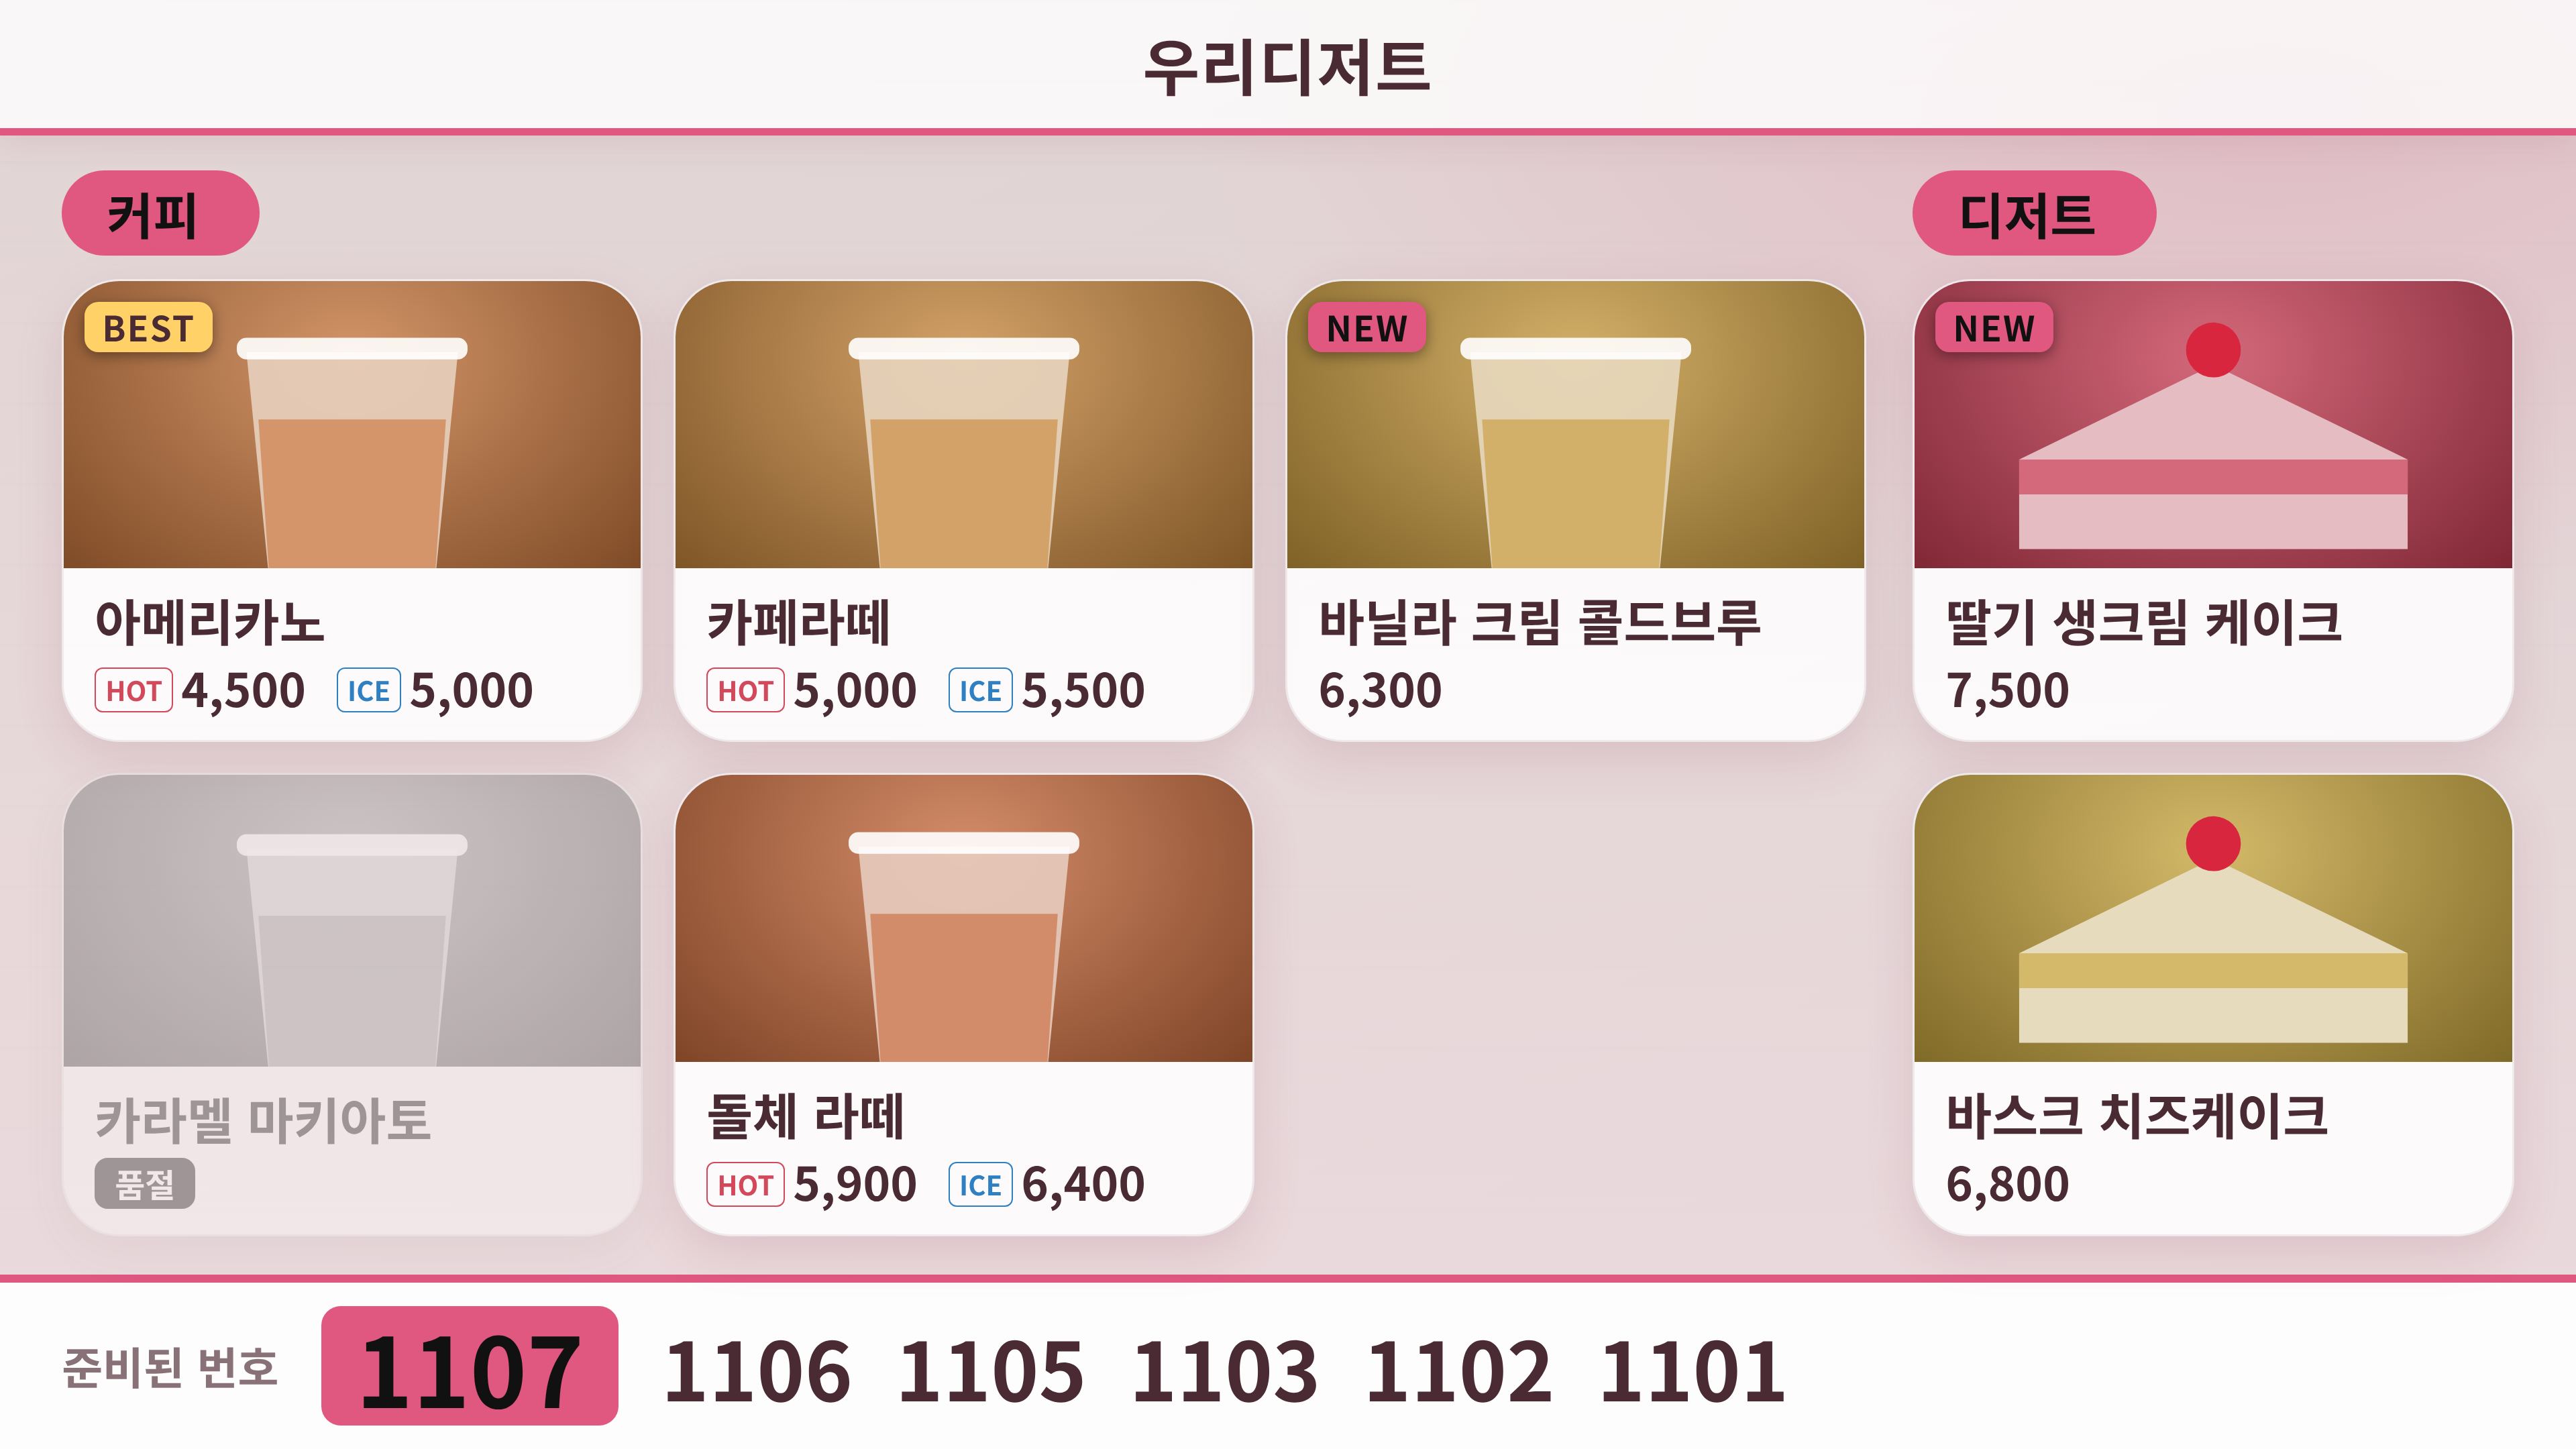 우리디저트
커피
BEST
아메리카노
HOT 4,500 ICE 5,000
카페라떼
HOT 5,000 ICE 5,500
NEW
바닐라 크림 콜드브루
6,300
카라멜 마키아토
품절
돌체 라떼
HOT 5,900 ICE 6,400
디저트
NEW
딸기 생크림 케이크
7,500
바스크 치즈케이크
6,800
준비된 번호 1107 1106 1105 1103 1102 1101